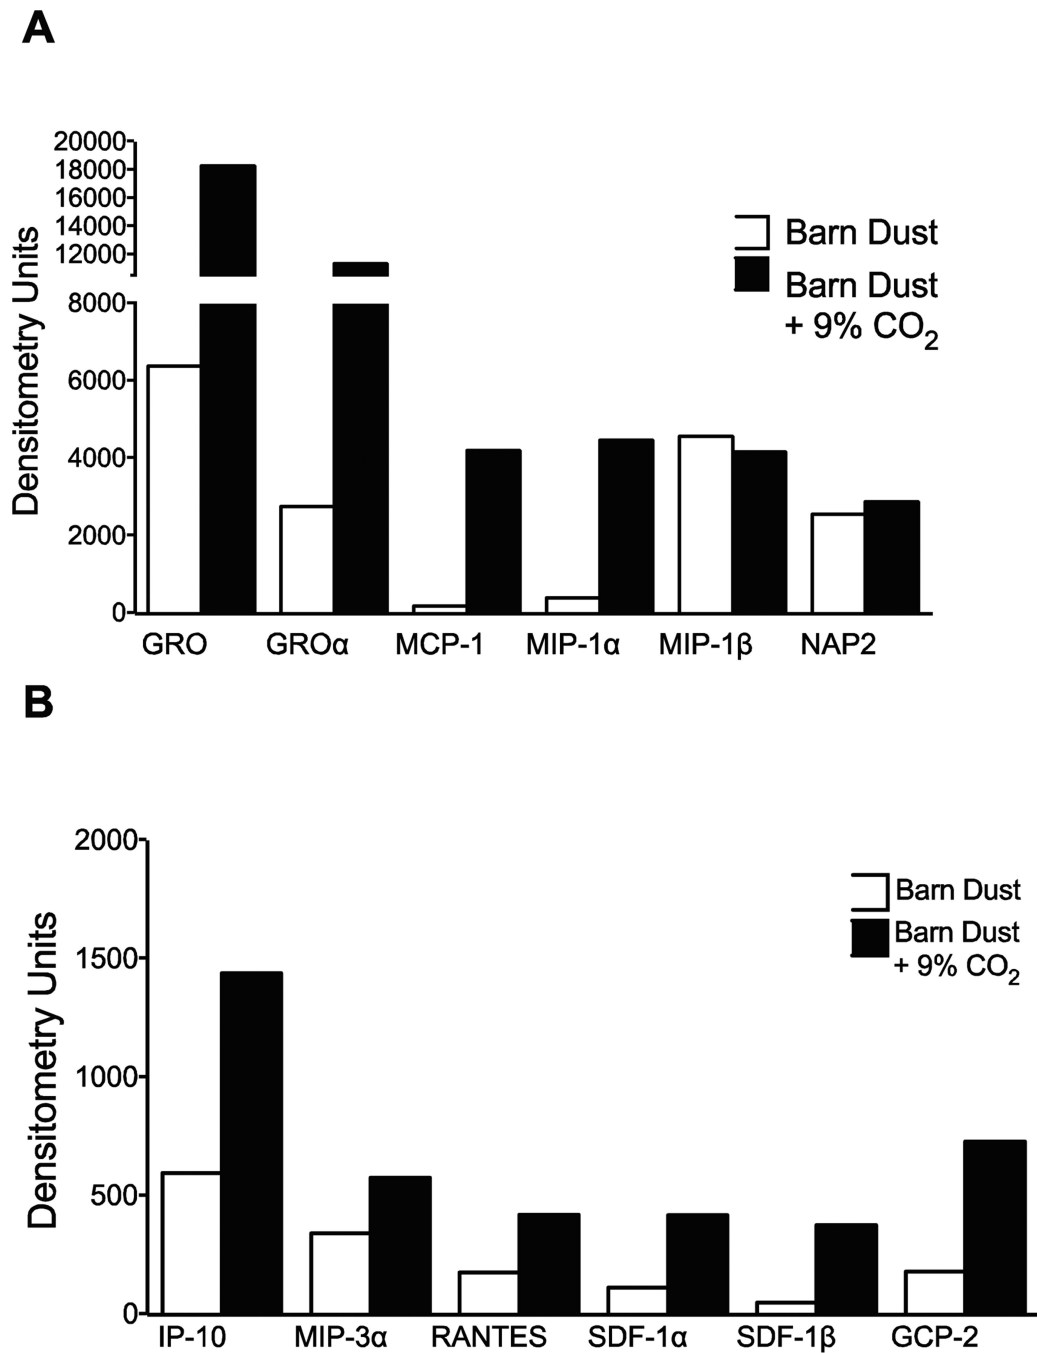 A
20000
18000
16000
14000
12000
8000
6000
4000
2000
0
Densitometry Units
Barn Dust
Barn Dust
+ 9% CO₂
GRO GROα MCP-1 MIP-1α MIP-1β NAP2
B
2000
1500
1000
500
0
Densitometry Units
Barn Dust
Barn Dust
+ 9% CO₂
IP-10 MIP-3α RANTES SDF-1α SDF-1β GCP-2